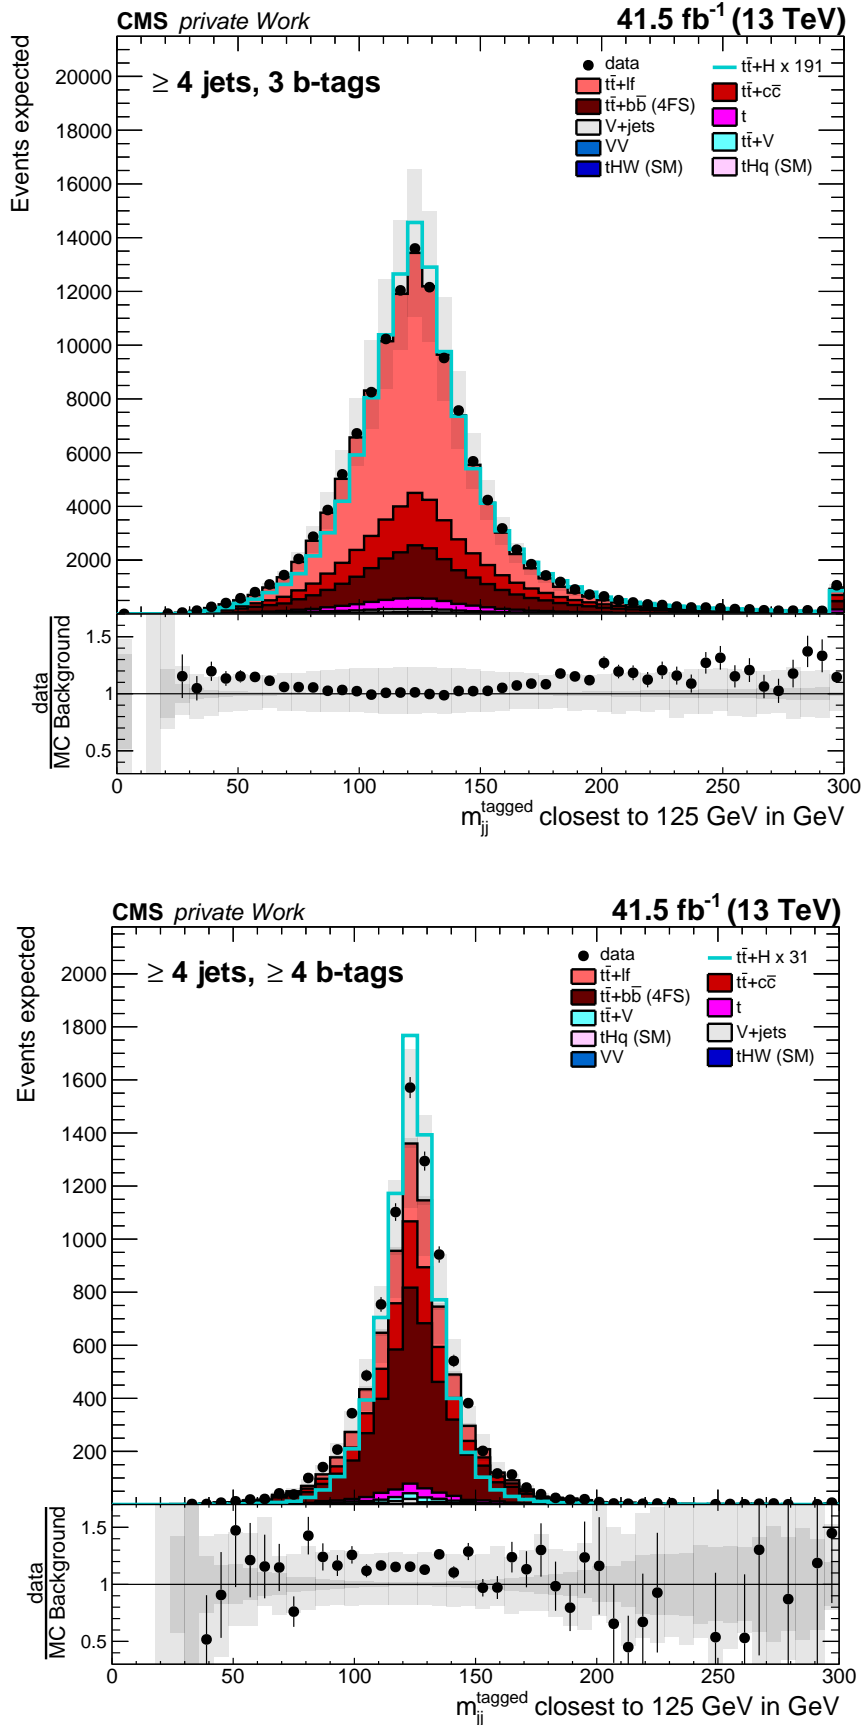 CMS private Work 41.5 fb⁻¹ (13 TeV)
≥ 4 jets, 3 b-tags
data
tt̄+lf
tt̄+bb̄ (4FS)
V+jets
VV
tHW (SM)
tt̄+H x 191
tt̄+cc̄
t
tt̄+V
tHq (SM)
Events expected
20000
18000
16000
14000
12000
10000
8000
6000
4000
2000
data
MC Background
1.5
1
0.5
0 50 100 150 200 250 300
m_jj^tagged closest to 125 GeV in GeV
CMS private Work 41.5 fb⁻¹ (13 TeV)
≥ 4 jets, ≥ 4 b-tags
data
tt̄+lf
tt̄+bb̄ (4FS)
tt̄+V
tHq (SM)
VV
tt̄+H x 31
tt̄+cc̄
t
V+jets
tHW (SM)
Events expected
2000
1800
1600
1400
1200
1000
800
600
400
200
data
MC Background
1.5
1
0.5
0 50 100 150 200 250 300
m_jj^tagged closest to 125 GeV in GeV